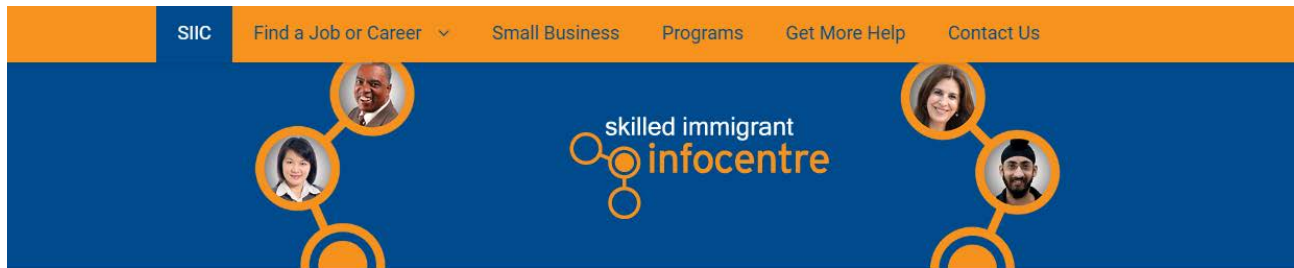 SIIC Find a Job or Career Small Business Programs Get More Help Contact Us
skilled immigrant
infocentre